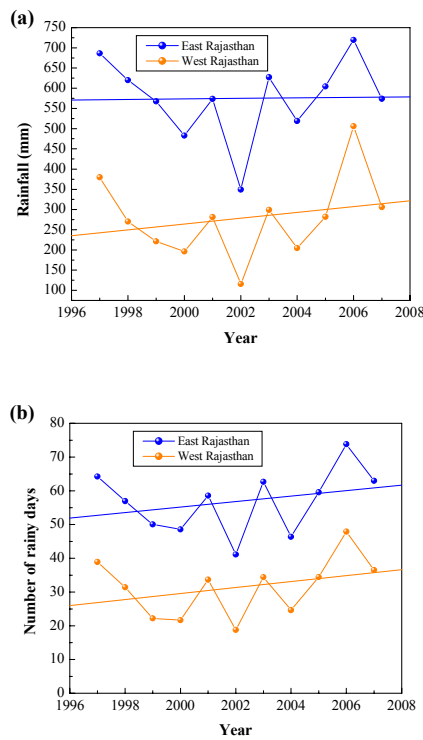 (a)
East Rajasthan
West Rajasthan
Rainfall (mm)
750
700
650
600
550
500
450
400
350
300
250
200
150
100
1996 1998 2000 2002 2004 2006 2008
Year
(b)
East Rajasthan
West Rajasthan
Number of rainy days
80
70
60
50
40
30
20
10
0
1996 1998 2000 2002 2004 2006 2008
Year